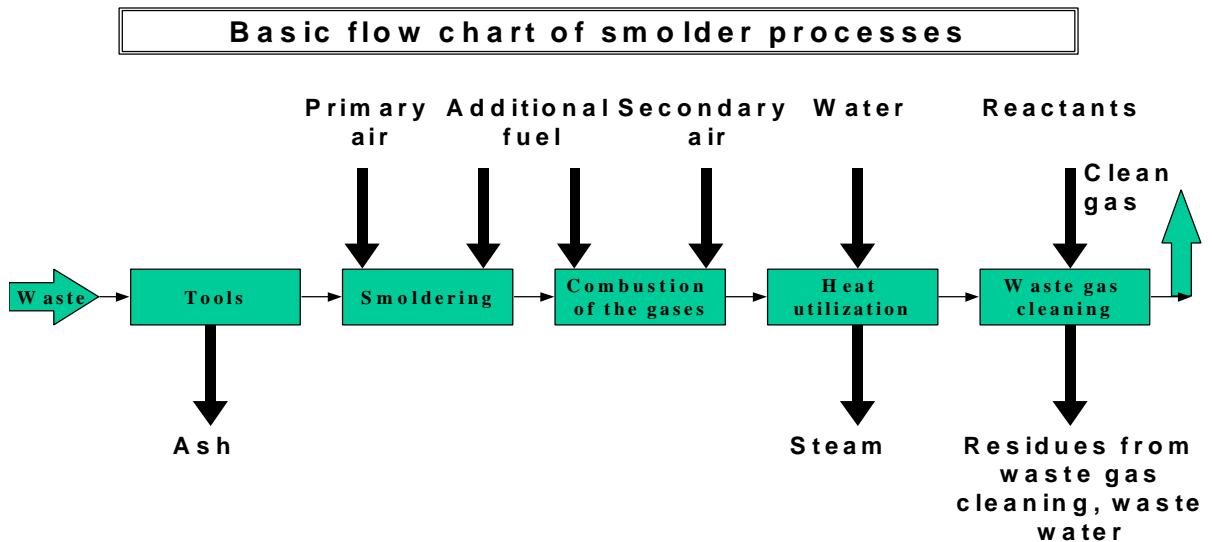 Basic flow chart of smolder processes
Primary
air
Additional
fuel
Secondary
air
Water
Reactants
Clean
gas
Waste
Tools
Smoldering
Combustion
of the gases
Heat
utilization
Waste gas
cleaning
Ash
Steam
Residues from
waste gas
cleaning, waste
water